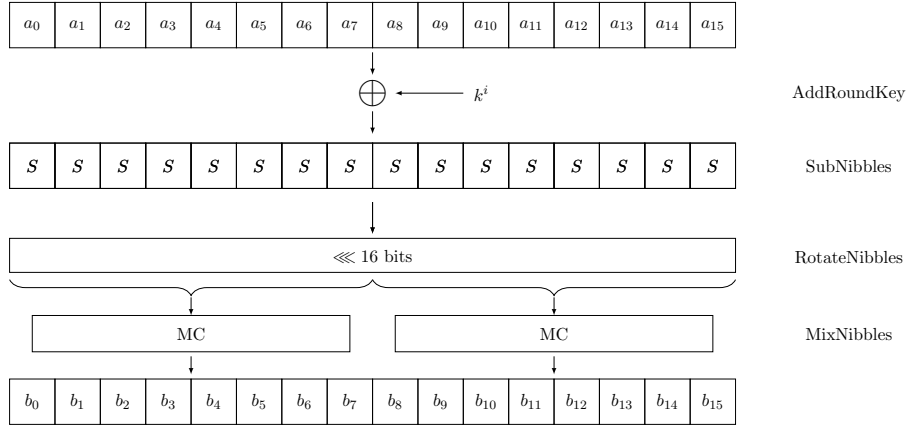 a₀ a₁ a₂ a₃ a₄ a₅ a₆ a₇ a₈ a₉ a₁₀ a₁₁ a₁₂ a₁₃ a₁₄ a₁₅
kⁱ AddRoundKey
S S S S S S S S S S S S S S S S SubNibbles
⋘ 16 bits RotateNibbles
MC MC MixNibbles
b₀ b₁ b₂ b₃ b₄ b₅ b₆ b₇ b₈ b₉ b₁₀ b₁₁ b₁₂ b₁₃ b₁₄ b₁₅